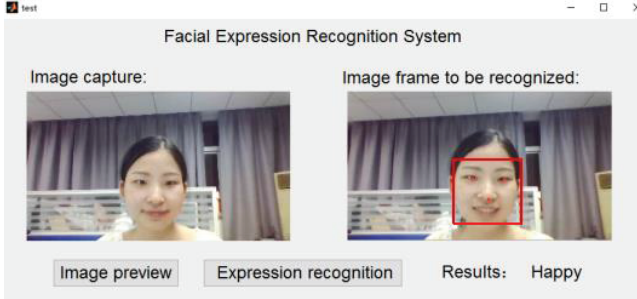 test
Facial Expression Recognition System
Image capture:
Image frame to be recognized:
Image preview
Expression recognition
Results: Happy